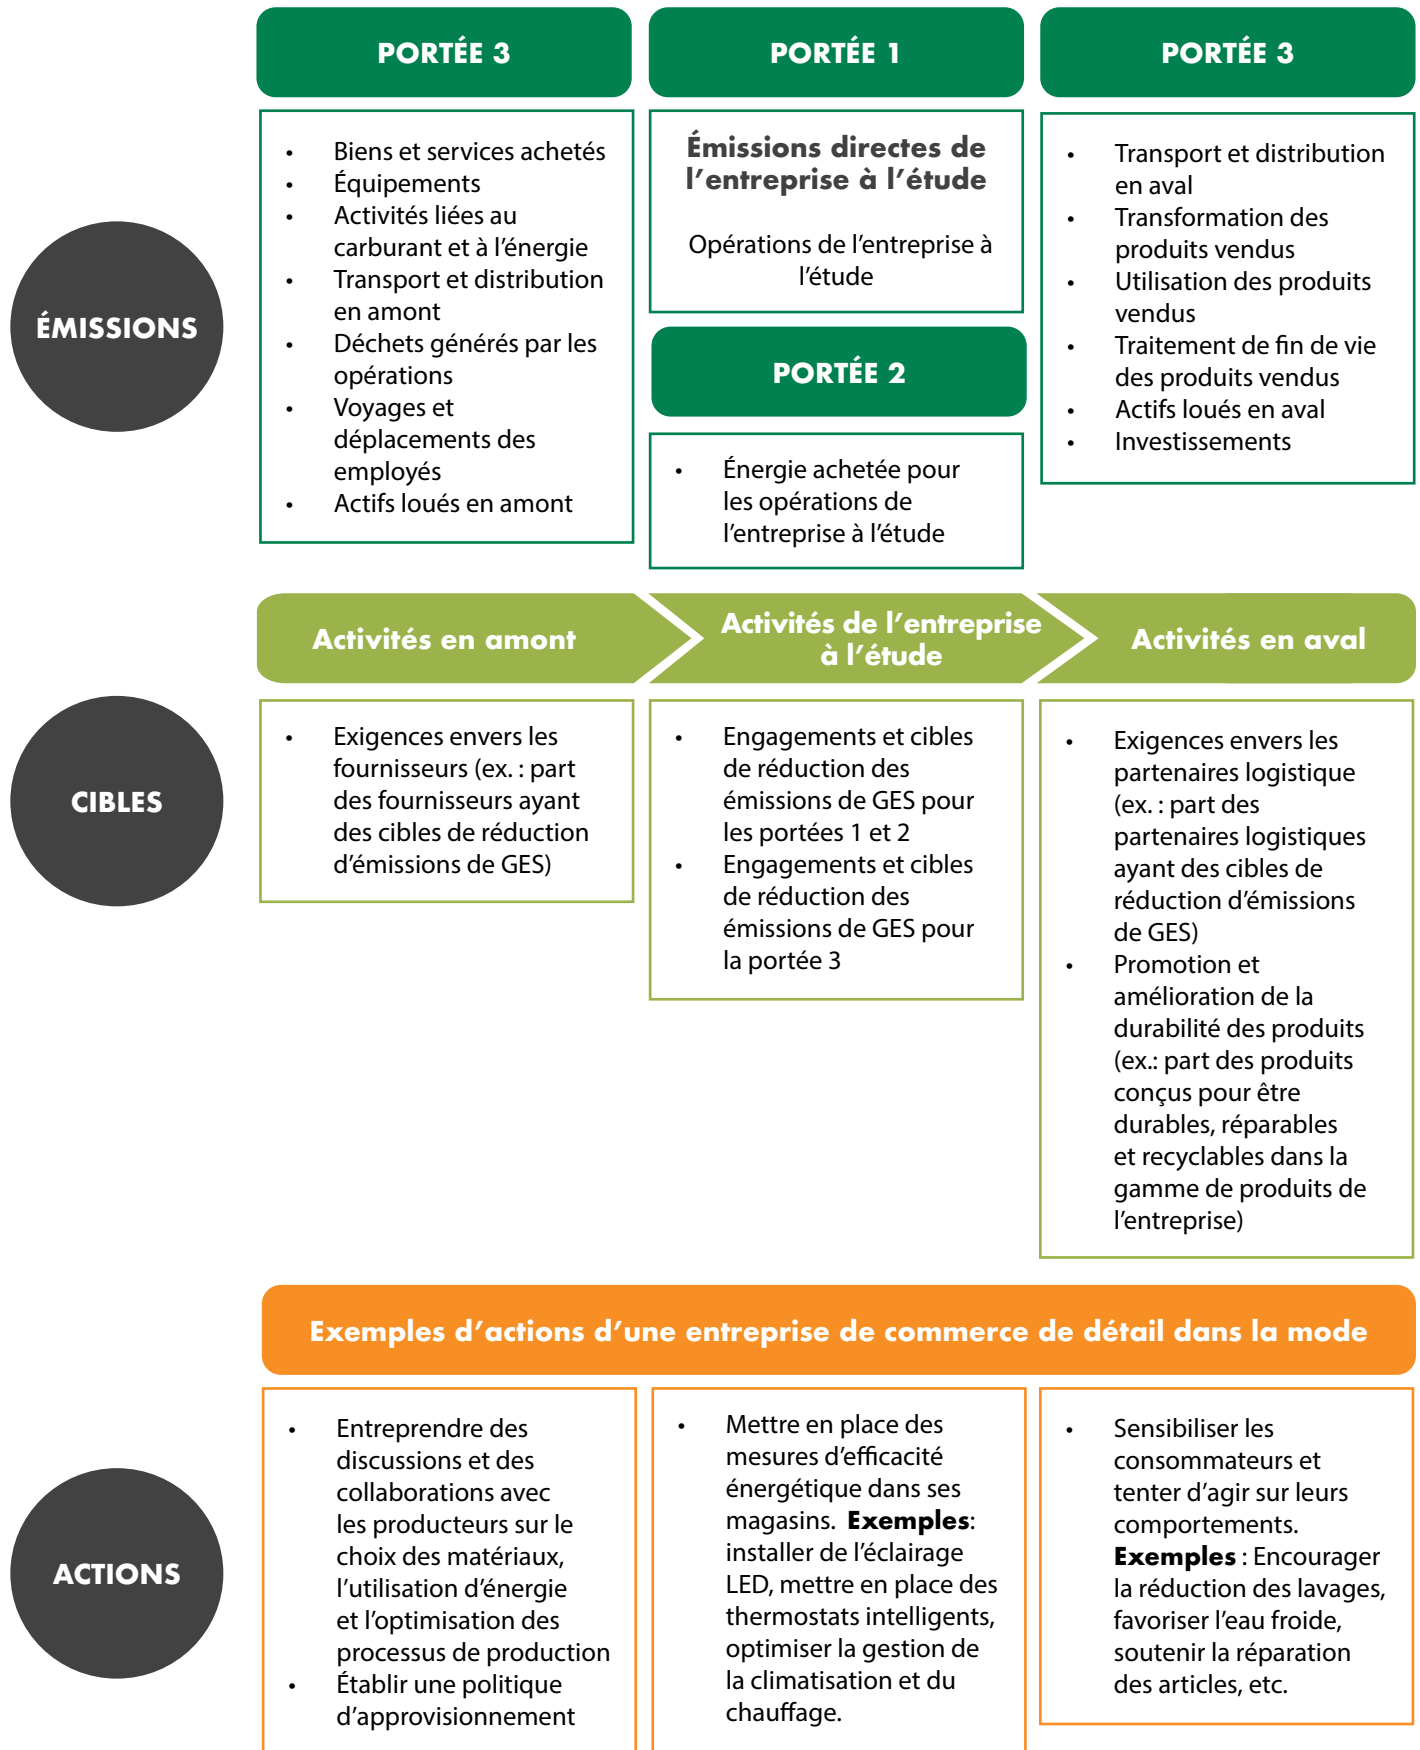 PORTÉE 3
Biens et services achetés
Équipements
Activités liées au
carburant et à l'énergie
Transport et distribution
en amont
Déchets générés par les
opérations
Voyages et
déplacements des
employés
Actifs loués en amont
PORTÉE 1
Émissions directes de
l'entreprise à l'étude
Opérations de l'entreprise à
l'étude
PORTÉE 2
Énergie achetée pour
les opérations de
l'entreprise à l'étude
PORTÉE 3
Transport et distribution
en aval
Transformation des
produits vendus
Utilisation des produits
vendus
Traitement de fin de vie
des produits vendus
Actifs loués en aval
Investissements
ÉMISSIONS
Activités en amont
Activités de l'entreprise
à l'étude
Activités en aval
CIBLES
Exigences envers les
fournisseurs (ex. : part
des fournisseurs ayant
des cibles de réduction
d'émissions de GES)
Engagements et cibles
de réduction des
émissions de GES pour
les portées 1 et 2
Engagements et cibles
de réduction des
émissions de GES pour
la portée 3
Exigences envers les
partenaires logistique
(ex. : part des
partenaires logistiques
ayant des cibles de
réduction d'émissions
de GES)
Promotion et
amélioration de la
durabilité des produits
(ex.: part des produits
conçus pour être
durables, réparables
et recyclables dans la
gamme de produits de
l'entreprise)
Exemples d'actions d'une entreprise de commerce de détail dans la mode
ACTIONS
Entreprendre des
discussions et des
collaborations avec
les producteurs sur le
choix des matériaux,
l'utilisation d'énergie
et l'optimisation des
processus de production
Établir une politique
d'approvisionnement
Mettre en place des
mesures d'efficacité
énergétique dans ses
magasins. Exemples:
installer de l'éclairage
LED, mettre en place des
thermostats intelligents,
optimiser la gestion de
la climatisation et du
chauffage.
Sensibiliser les
consommateurs et
tenter d'agir sur leurs
comportements.
Exemples : Encourager
la réduction des lavages,
favoriser l'eau froide,
soutenir la réparation
des articles, etc.